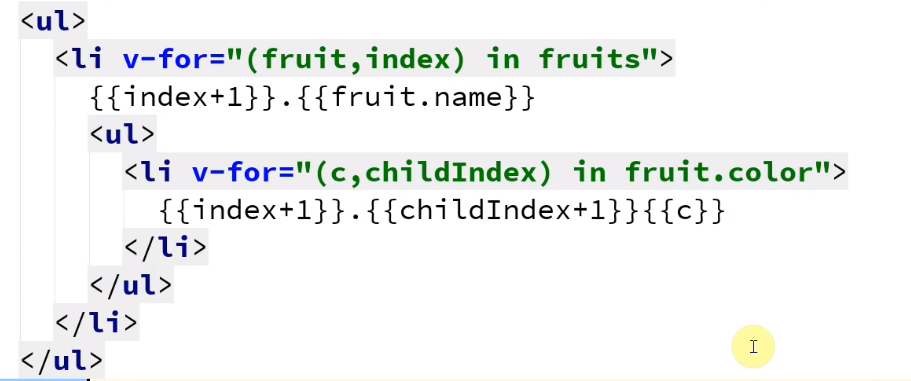 <ul>
<li v-for="(fruit,index) in fruits">
{{index+1}}.{{fruit.name}}
<ul>
<li v-for="(c,childIndex) in fruit.color">
{{index+1}}.{{childIndex+1}}{{c}}
</li>
</ul>
</li>
</ul>